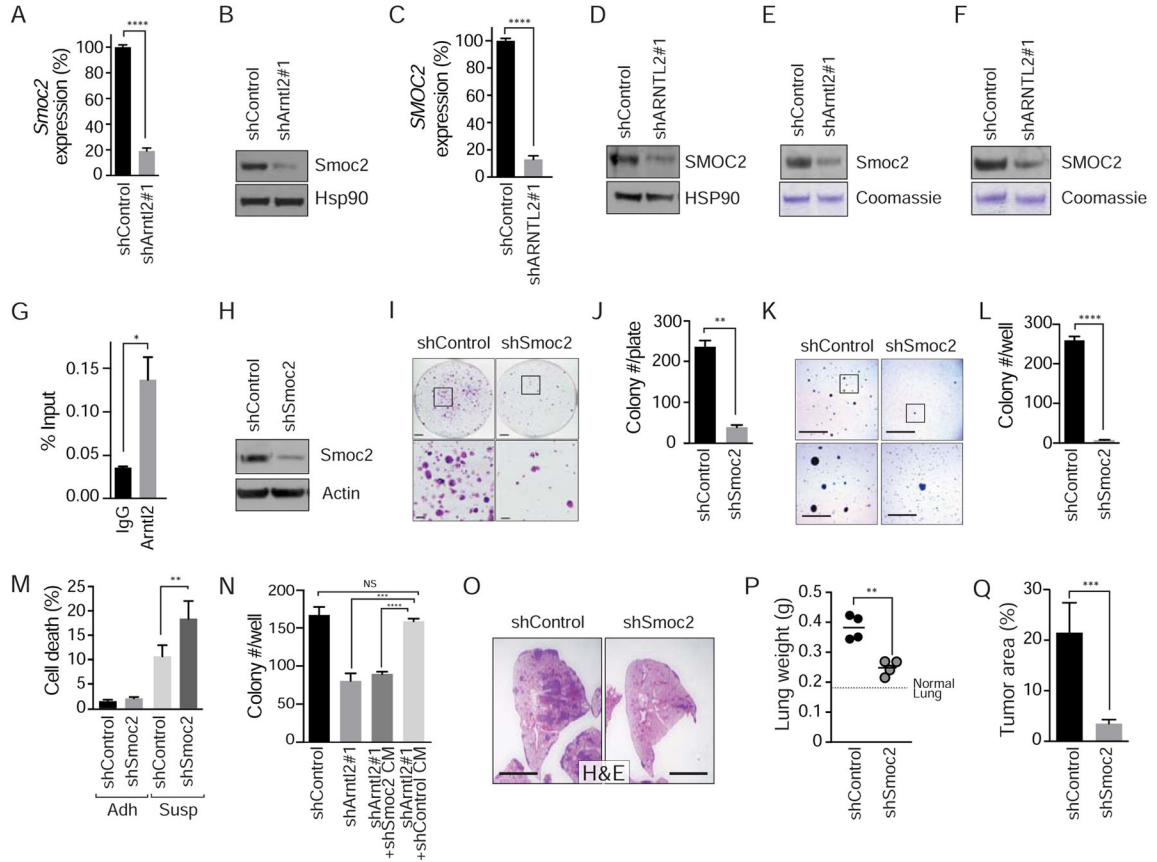 A
****
Smoc2
expression (%)
100
80
60
40
20
0
shControl
shArntl2#1
B
shControl
shArntl2#1
Smoc2
Hsp90
C
****
SMOC2
expression (%)
100
80
60
40
20
0
shControl
shARNTL2#1
D
shControl
shARNTL2#1
SMOC2
HSP90
E
shControl
shArntl2#1
Smoc2
Coomassie
F
shControl
shARNTL2#1
SMOC2
Coomassie
G
*
% Input
0.15
0.10
0.05
0.00
IgG
Arntl2
H
shControl
shSmoc2
Smoc2
Actin
I
shControl
shSmoc2
J
**
Colony #/plate
300
200
100
0
shControl
shSmoc2
K
shControl
shSmoc2
L
****
Colony #/well
300
200
100
0
shControl
shSmoc2
M
**
Cell death (%)
25
20
15
10
5
0
shControl
shSmoc2
shControl
shSmoc2
Adh
Susp
N
NS
***
****
Colony #/well
200
150
100
50
0
shControl
shArntl2#1
shArntl2#1
+shSmoc2 CM
shArntl2#1
+shControl CM
O
shControl
shSmoc2
H&E
P
**
Lung weight (g)
0.5
0.4
0.3
0.2
0.1
0
Normal
Lung
shControl
shSmoc2
Q
***
Tumor area (%)
30
20
10
0
shControl
shSmoc2